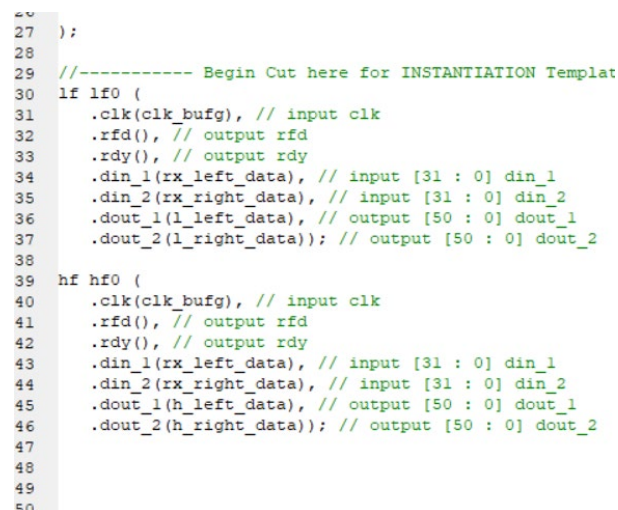 27 );
28
29 //----------- Begin Cut here for INSTANTIATION Templat
30 lf lf0 (
31 .clk(clk_bufg), // input clk
32 .rfd(), // output rfd
33 .rdy(), // output rdy
34 .din_1(rx_left_data), // input [31 : 0] din_1
35 .din_2(rx_right_data), // input [31 : 0] din_2
36 .dout_1(l_left_data), // output [50 : 0] dout_1
37 .dout_2(l_right_data)); // output [50 : 0] dout_2
38
39 hf hf0 (
40 .clk(clk_bufg), // input clk
41 .rfd(), // output rfd
42 .rdy(), // output rdy
43 .din_1(rx_left_data), // input [31 : 0] din_1
44 .din_2(rx_right_data), // input [31 : 0] din_2
45 .dout_1(h_left_data), // output [50 : 0] dout_1
46 .dout_2(h_right_data)); // output [50 : 0] dout_2
47
48
49